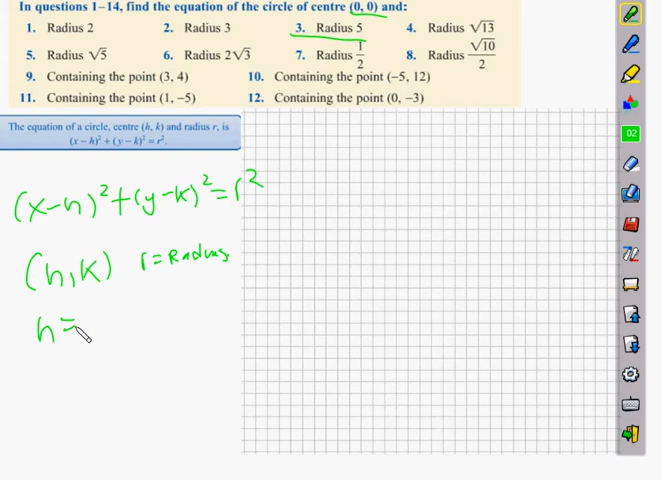 In questions 1–14, find the equation of the circle of centre (0, 0) and:
1. Radius 2 2. Radius 3 3. Radius 5 4. Radius √13
5. Radius √5 6. Radius 2√3 7. Radius 1/2 8. Radius √10/2
9. Containing the point (3, 4) 10. Containing the point (−5, 12)
11. Containing the point (1, −5) 12. Containing the point (0, −3)
The equation of a circle, centre (h, k) and radius r, is
(x − h)² + (y − k)² = r².
(x−h)²+(y−k)²=r²
(h,k) r=Radius
h=
02